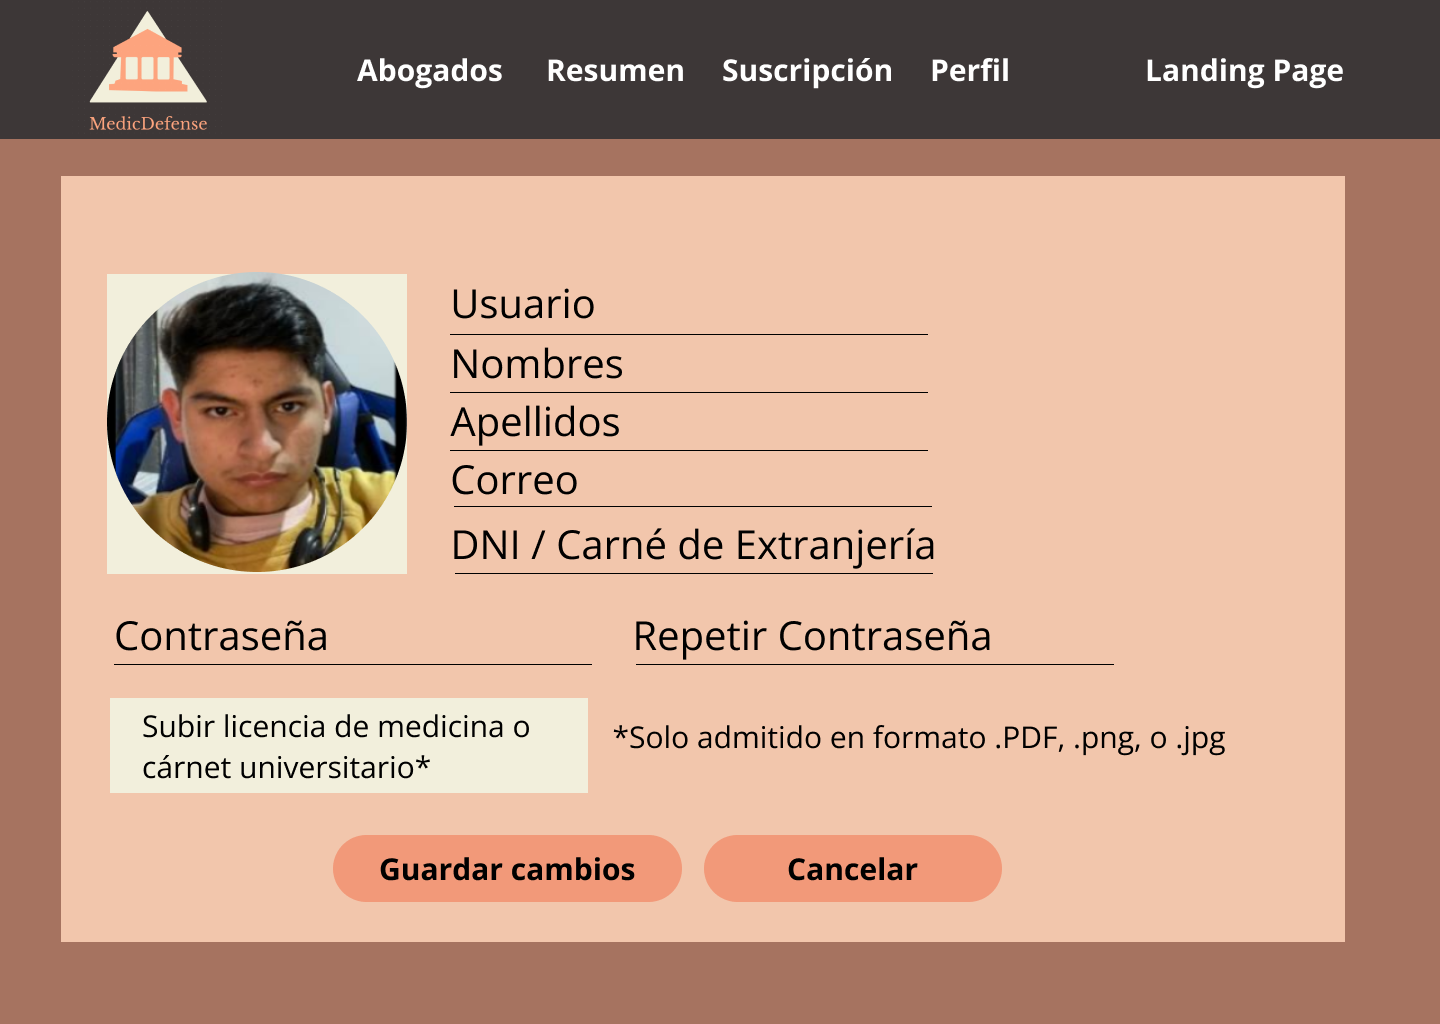 MedicDefense
Abogados
Resumen
Suscripción
Perfil
Landing Page
Usuario
Nombres
Apellidos
Correo
DNI / Carné de Extranjería
Contraseña
Repetir Contraseña
Subir licencia de medicina o
cárnet universitario*
*Solo admitido en formato .PDF, .png, o .jpg
Guardar cambios
Cancelar